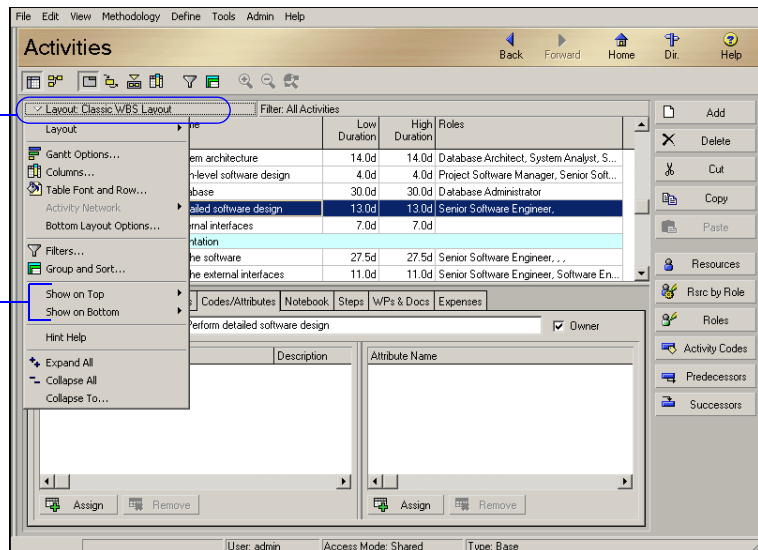 File Edit View Methodology Define Tools Admin Help
Activities
Back Forward Home Dir. Help
Layout: Classic WBS Layout Filter: All Activities
Low Duration High Duration Roles
Layout
em architecture 14.0d 14.0d Database Architect, System Analyst, S...
Gantt Options...
-level software design 4.0d 4.0d Project Software Manager, Senior Soft...
Columns...
abase 30.0d 30.0d Database Administrator
Table Font and Row...
ailed software design 13.0d 13.0d Senior Software Engineer,
Activity Network
ernal interfaces 7.0d 7.0d
Bottom Layout Options...
ntation
Filters...
he software 27.5d 27.5d Senior Software Engineer, , ,
Group and Sort...
he external interfaces 11.0d 11.0d Senior Software Engineer, Software En...
Show on Top
Show on Bottom
Hint Help
Expand All
Collapse All
Collapse To...
s Codes/Attributes Notebook Steps WPs & Docs Expenses
Perform detailed software design Owner
Description Attribute Name
Assign Remove Assign Remove
Add
Delete
Cut
Copy
Paste
Resources
Rsrc by Role
Roles
Activity Codes
Predecessors
Successors
User: admin Access Mode: Shared Type: Base